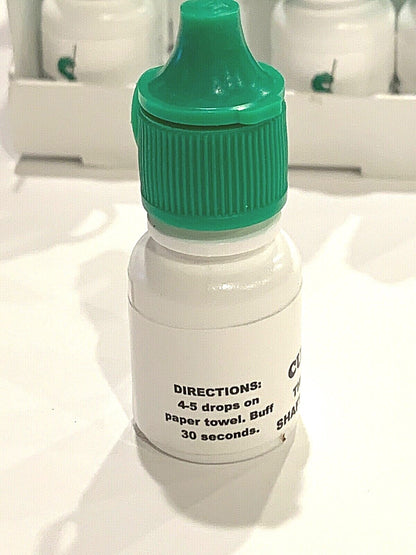 DIRECTIONS:
4-5 drops on
paper towel. Buff
30 seconds.